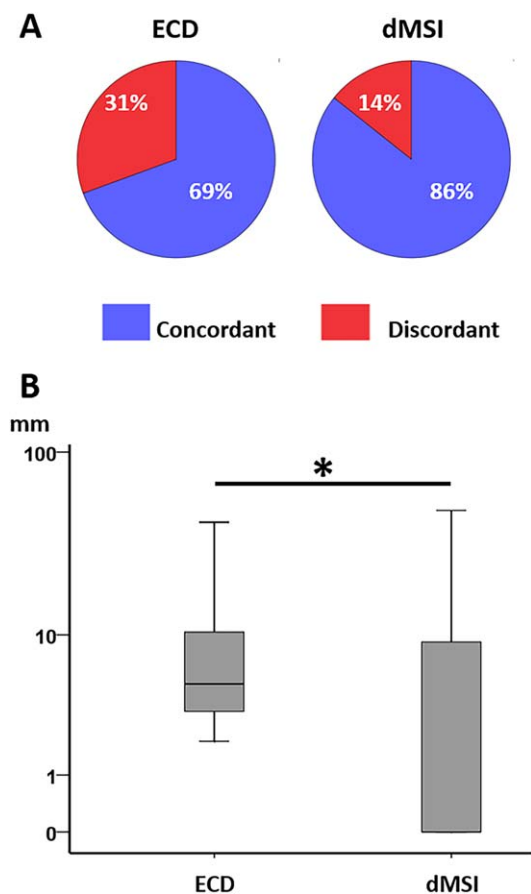 A
ECD dMSI
31% 14%
69% 86%
Concordant Discordant
B
mm
100
*
10
1
0
ECD dMSI